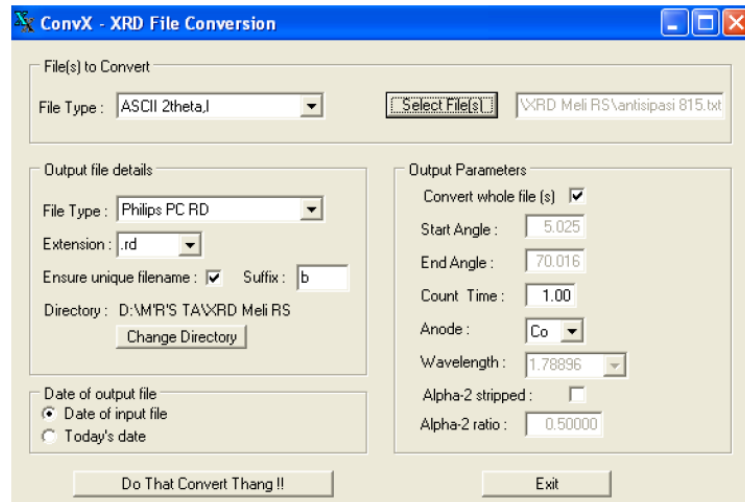 ConvX - XRD File Conversion
File(s) to Convert
File Type : ASCII 2theta,I
Select File(s)
\XRD Meli RS\antisipasi 815.txt
Output file details
File Type : Philips PC RD
Extension : .rd
Ensure unique filename : Suffix : b
Directory : D:\M'R'S TA\XRD Meli RS
Change Directory
Date of output file
Date of input file
Today's date
Output Parameters
Convert whole file (s)
Start Angle : 5.025
End Angle : 70.016
Count Time : 1.00
Anode : Co
Wavelength : 1.78896
Alpha-2 stripped :
Alpha-2 ratio : 0.50000
Do That Convert Thang !!
Exit